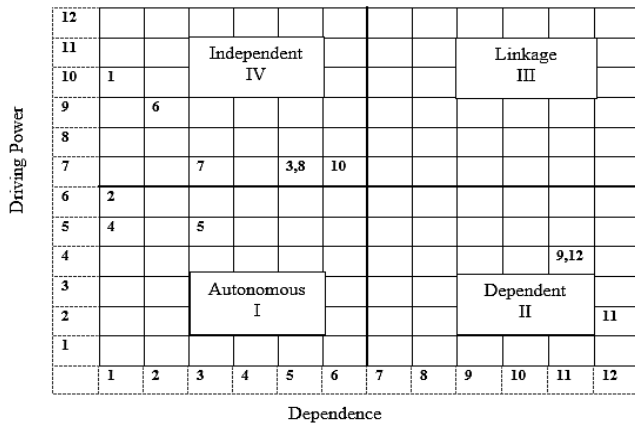 12
11
Independent
IV
Linkage
III
10 1
9 6
8
7 7 3,8 10
6 2
5 4 5
4 9,12
3
Autonomous
I
Dependent
II
2 11
1
1 2 3 4 5 6 7 8 9 10 11 12
Driving Power
Dependence